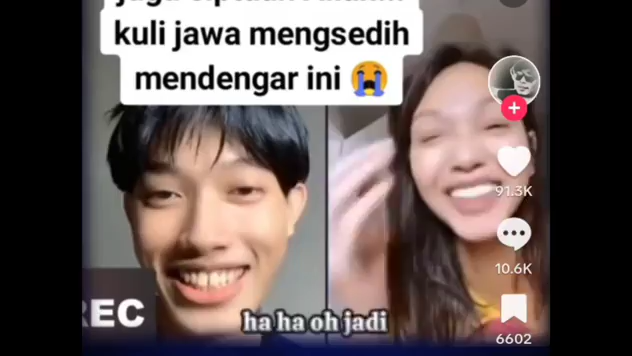 kuli jawa mengsedih
mendengar ini 😭
91.3K
10.6K
REC
ha ha oh jadi
6602